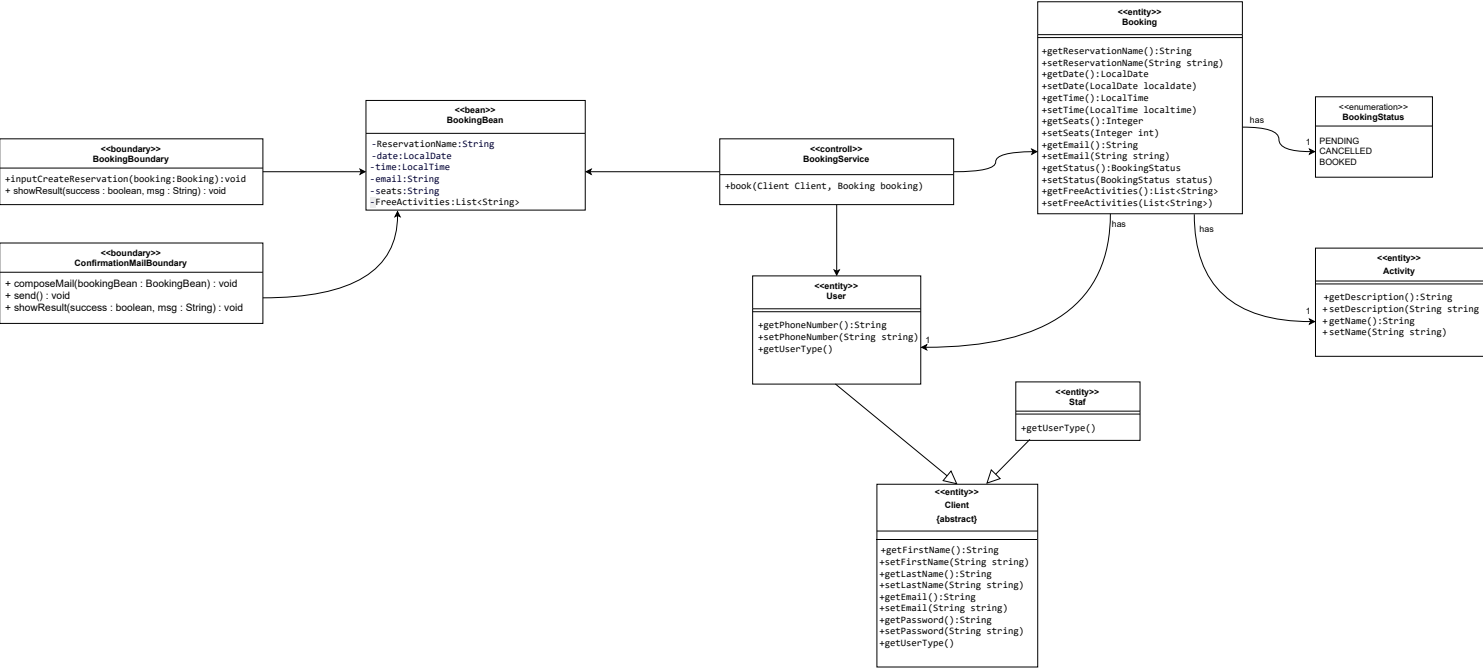 <<entity>>
Booking
+getReservationName():String
+setReservationName(String string)
+getDate():LocalDate
+setDate(LocalDate localdate)
+getTime():LocalTime
+setTime(LocalTime localtime)
+getSeats():Integer
+setSeats(Integer int)
+getEmail():String
+setEmail(String string)
+getStatus():BookingStatus
+setStatus(BookingStatus status)
+getFreeActivities():List<String>
+setFreeActivities(List<String>)
has
1
<<enumeration>>
BookingStatus
PENDING
CANCELLED
BOOKED
<<bean>>
BookingBean
-ReservationName:String
-date:LocalDate
-time:LocalTime
-email:String
-seats:String
-FreeActivities:List<String>
<<boundary>>
BookingBoundary
+inputCreateReservation(booking:Booking):void
+ showResult(success : boolean, msg : String) : void
<<controll>>
BookingService
+book(Client Client, Booking booking)
<<boundary>>
ConfirmationMailBoundary
+ composeMail(bookingBean : BookingBean) : void
+ send() : void
+ showResult(success : boolean, msg : String) : void
has
has
1
1
<<entity>>
Activity
+getDescription():String
+setDescription(String string
+getName():String
+setName(String string)
<<entity>>
User
+getPhoneNumber():String
+setPhoneNumber(String string)
+getUserType()
<<entity>>
Staf
+getUserType()
<<entity>>
Client
{abstract}
+getFirstName():String
+setFirstName(String string)
+getLastName():String
+setLastName(String string)
+getEmail():String
+setEmail(String string)
+getPassword():String
+setPassword(String string)
+getUserType()